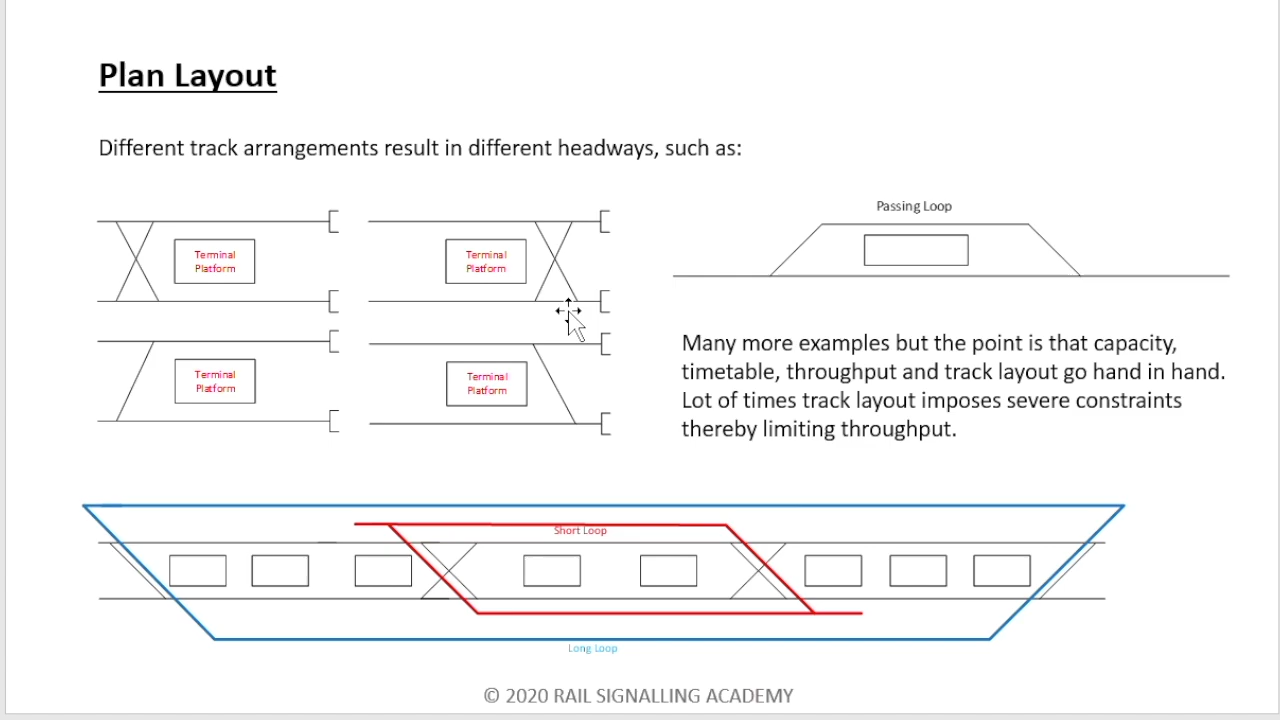 Plan Layout
Different track arrangements result in different headways, such as:
Passing Loop
Terminal
Platform
Terminal
Platform
Terminal
Platform
Terminal
Platform
Many more examples but the point is that capacity,
timetable, throughput and track layout go hand in hand.
Lot of times track layout imposes severe constraints
thereby limiting throughput.
Short Loop
Long Loop
© 2020 RAIL SIGNALLING ACADEMY